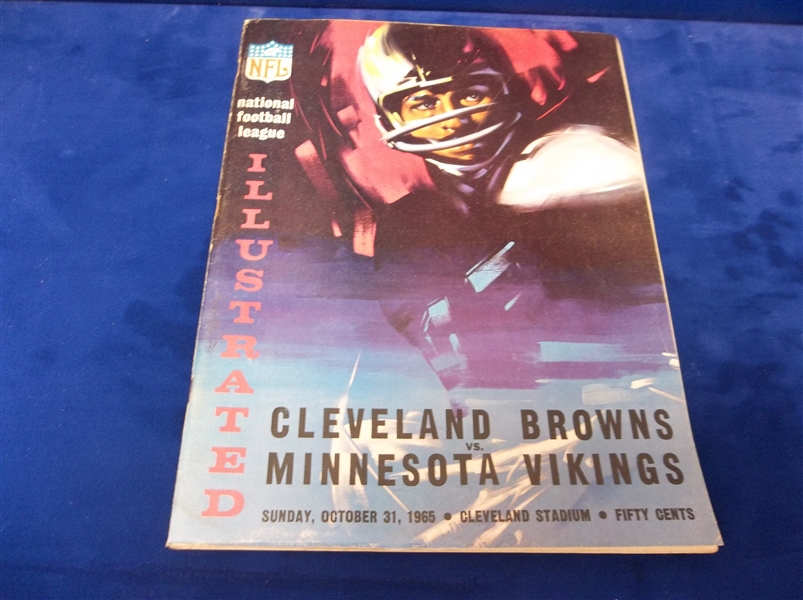 NFL
national
football
league
ILLUSTRATED
CLEVELAND BROWNS
VS.
MINNESOTA VIKINGS
SUNDAY, OCTOBER 31, 1965 • CLEVELAND STADIUM • FIFTY CENTS